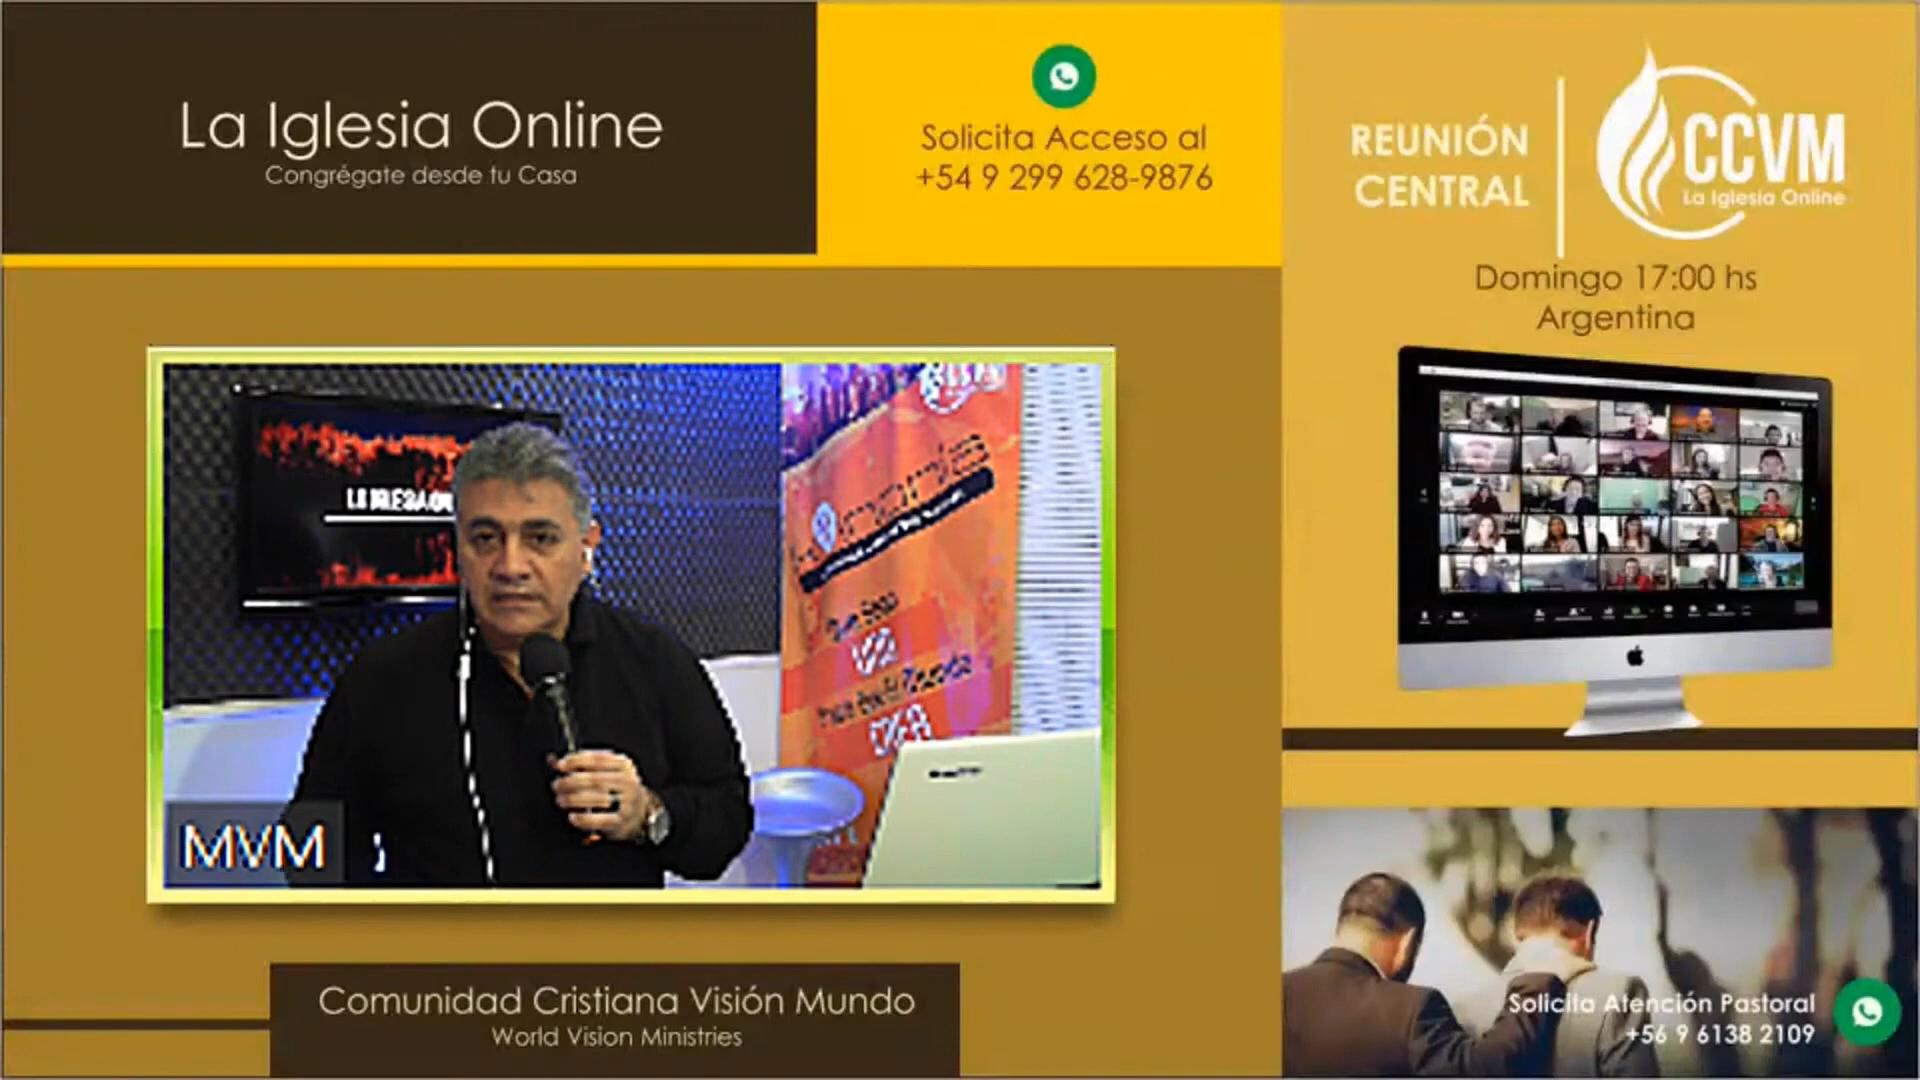 La Iglesia Online
Congrégate desde tu Casa
Solicita Acceso al
+54 9 299 628-9876
REUNIÓN
CENTRAL
CCVM
La Iglesia Online
Domingo 17:00 hs
Argentina
MVM
Comunidad Cristiana Visión Mundo
World Vision Ministries
Solicita Atención Pastoral
+56 9 6138 2109